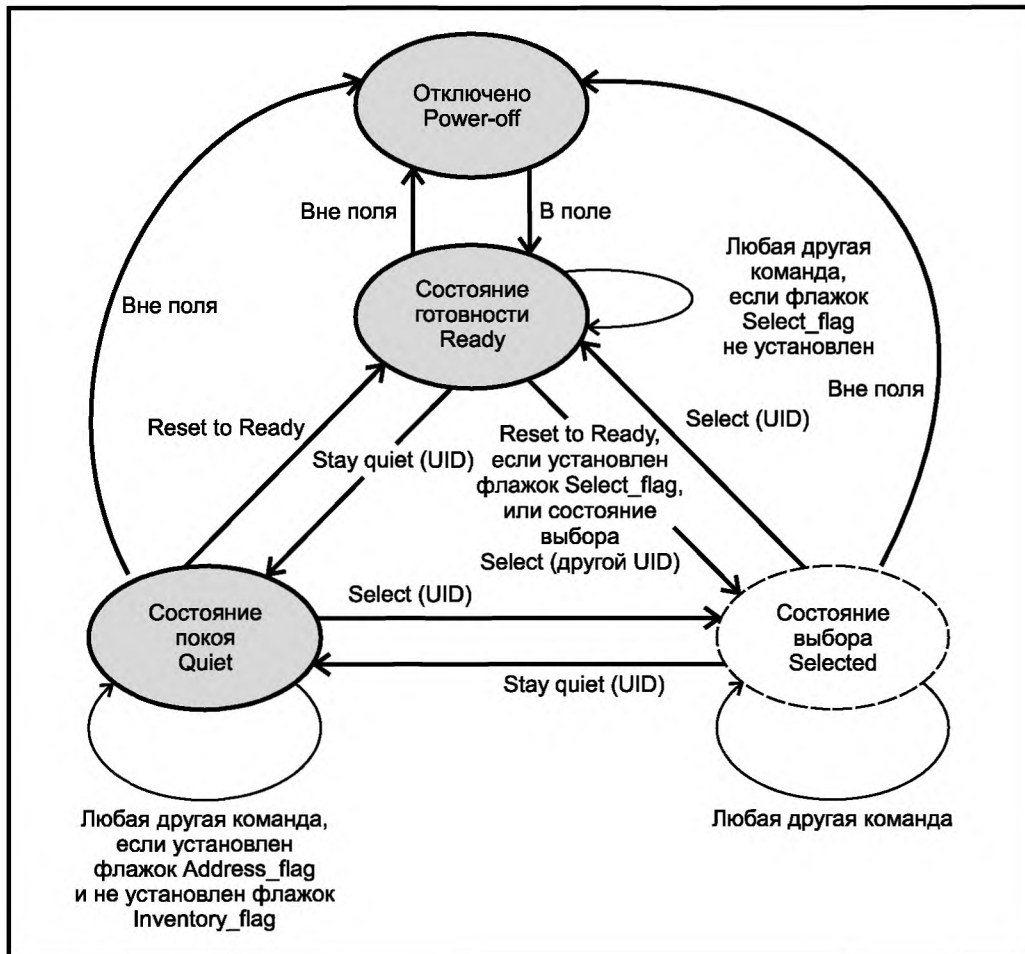 Отключено
Power-off
Вне поля
В поле
Любая другая
команда,
если флажок
Select_flag
не установлен
Состояние
готовности
Ready
Вне поля
Вне поля
Reset to Ready
Stay quiet (UID)
Reset to Ready,
если установлен
флажок Select_flag,
или состояние
выбора
Select (другой UID)
Select (UID)
Состояние
покоя
Quiet
Select (UID)
Stay quiet (UID)
Состояние
выбора
Selected
Любая другая команда,
если установлен
флажок Address_flag
и не установлен флажок
Inventory_flag
Любая другая команда